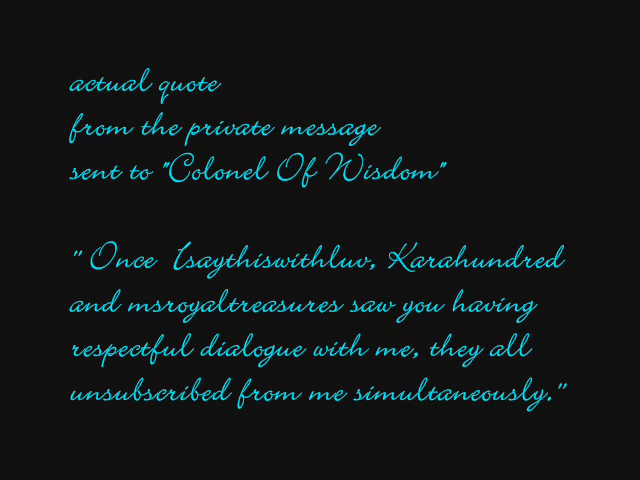 actual quote
from the private message
sent to "Colonel Of Wisdom"
" Once Isaythiswithluv, Karahundred
and msroyaltreasures saw you having
respectful dialogue with me, they all
unsubscribed from me simultaneously."